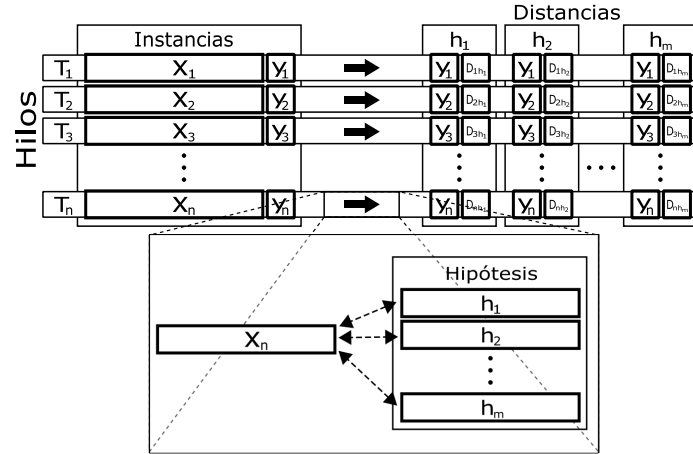 Distancias
Instancias h₁ h₂ hₘ
Hilos
T₁ X₁ y₁ y₁ D₁ₕ₁ y₁ D₁ₕ₂ y₁ D₁ₕₘ
T₂ X₂ y₂ y₂ D₂ₕ₁ y₂ D₂ₕ₂ y₂ D₂ₕₘ
T₃ X₃ y₃ y₃ D₃ₕ₁ y₃ D₃ₕ₂ y₃ D₃ₕₘ
Tₙ Xₙ yₙ yₙ Dₙₕ₁ yₙ Dₙₕ₂ yₙ Dₙₕₘ
Hipótesis
h₁
Xₙ h₂
hₘ